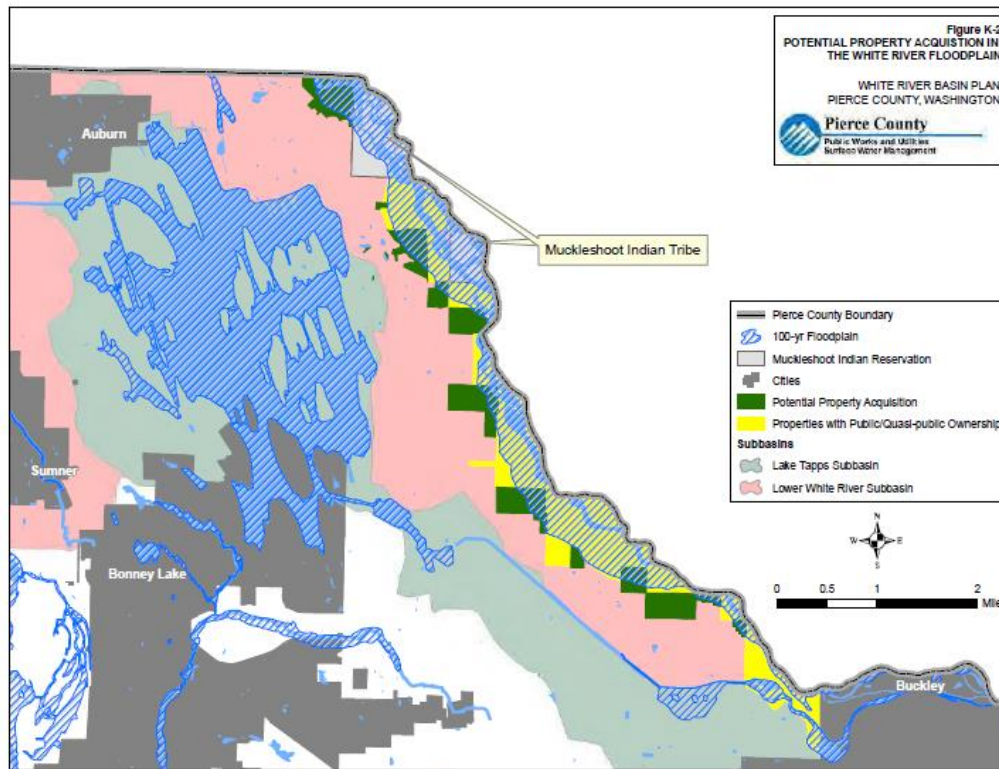 Figure K-2
POTENTIAL PROPERTY ACQUISTION IN
THE WHITE RIVER FLOODPLAIN
WHITE RIVER BASIN PLAN
PIERCE COUNTY, WASHINGTON
Pierce County
Public Works and Utilities
Surface Water Management
Auburn
Muckleshoot Indian Tribe
Pierce County Boundary
100-yr Floodplain
Muckleshoot Indian Reservation
Cities
Potential Property Acquisition
Properties with Public/Quasi-public Ownership
Subbasins
Lake Tapps Subbasin
Lower White River Subbasin
Sumner
N
W E
S
Bonney Lake
0 0.5 1 2
Mile
Buckley